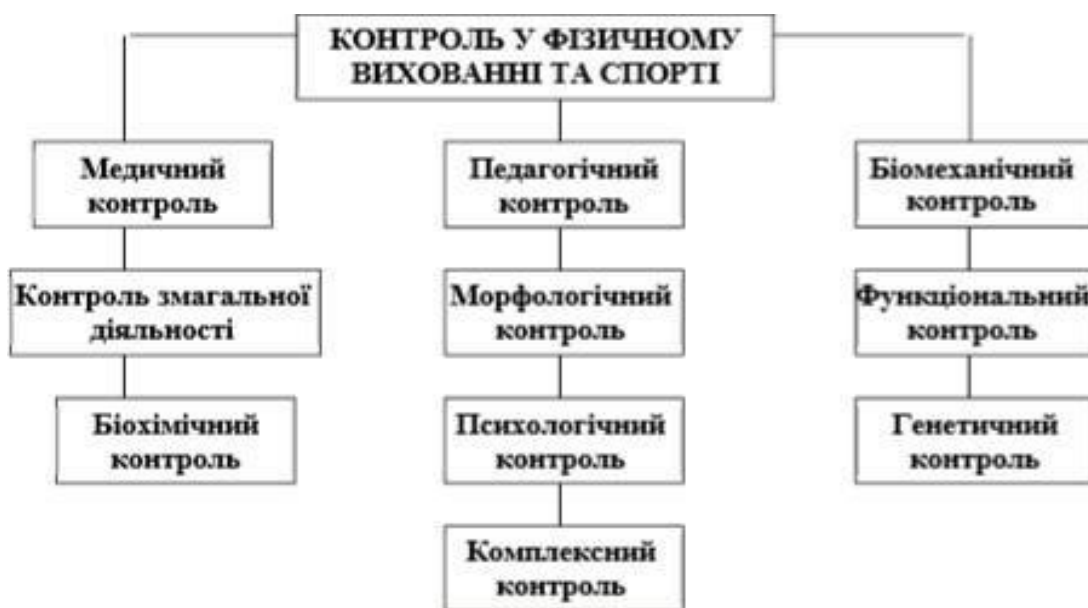 КОНТРОЛЬ У ФІЗИЧНОМУ
ВИХОВАННІ ТА СПОРТІ
Медичний
контроль
Педагогічний
контроль
Біомеханічний
контроль
Контроль змагальної
діяльності
Морфологічний
контроль
Функціональний
контроль
Біохімічний
контроль
Психологічний
контроль
Генетичний
контроль
Комплексний
контроль